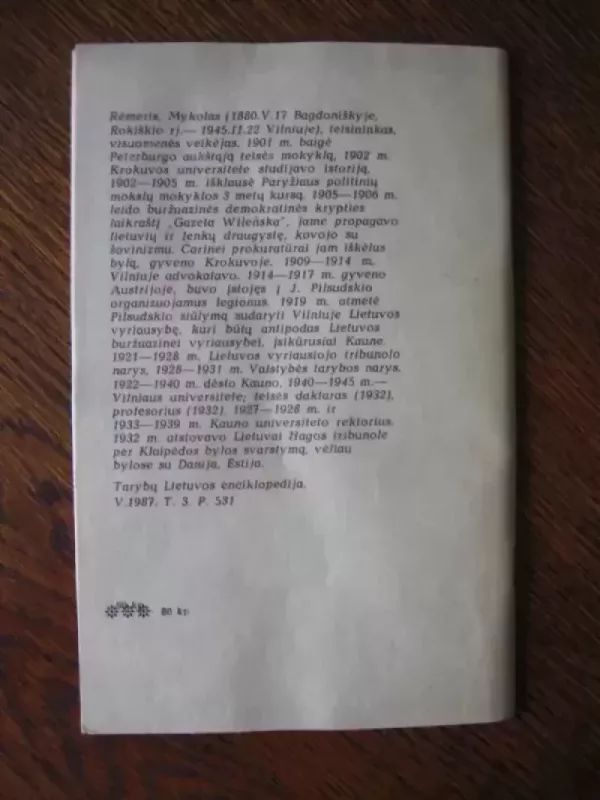 Rėmeris, Mykolas (1880.V.17 Bagdoniškyje,
Rokiškio rj.— 1945.II.22 Vilniuje), teisininkas,
visuomenės veikėjas. 1901 m. baigė
Peterburgo aukštąją teisės mokyklą, 1902 m.
Krokuvos universitete studijavo istoriją,
1902—1905 m. išklausė Paryžiaus politinių
mokslų mokyklos 3 metų kursą. 1905—1906 m.
leido buržuazinės demokratinės krypties
laikraštį „Gazeta Wileńska", jame propagavo
lietuvių ir lenkų draugystę, kovojo su
šovinizmu. Carinei prokuratūrai jam iškėlus
bylą, gyveno Krokuvoje. 1909—1914 m.
Vilniuje advokatavo. 1914—1917 m. gyveno
Austrijoje, buvo įstojęs į J. Pilsudskio
organizuojamus legionus. 1919 m. atmetė
Pilsudskio siūlymą sudaryti Vilniuje Lietuvos
vyriausybę, kuri būtų antipodas Lietuvos
buržuazinei vyriausybei, įsikūrusiai Kaune.
1921—1928 m. Lietuvos vyriausiojo tribunolo
narys, 1928—1931 m. Valstybės tarybos narys.
1922—1940 m. dėstė Kauno, 1940—1945 m.—
Vilniaus universitete; teisės daktaras (1932),
profesorius (1932). 1927—1928 m. ir
1933—1939 m. Kauno universiteto rektorius.
1932 m. atstovavo Lietuvai Hagos tribunole
per Klaipėdos bylos svarstymą, vėliau
bylose su Danija, Estija.
Tarybų Lietuvos enciklopedija.
V.1987. T. 3. P. 531
80 kp